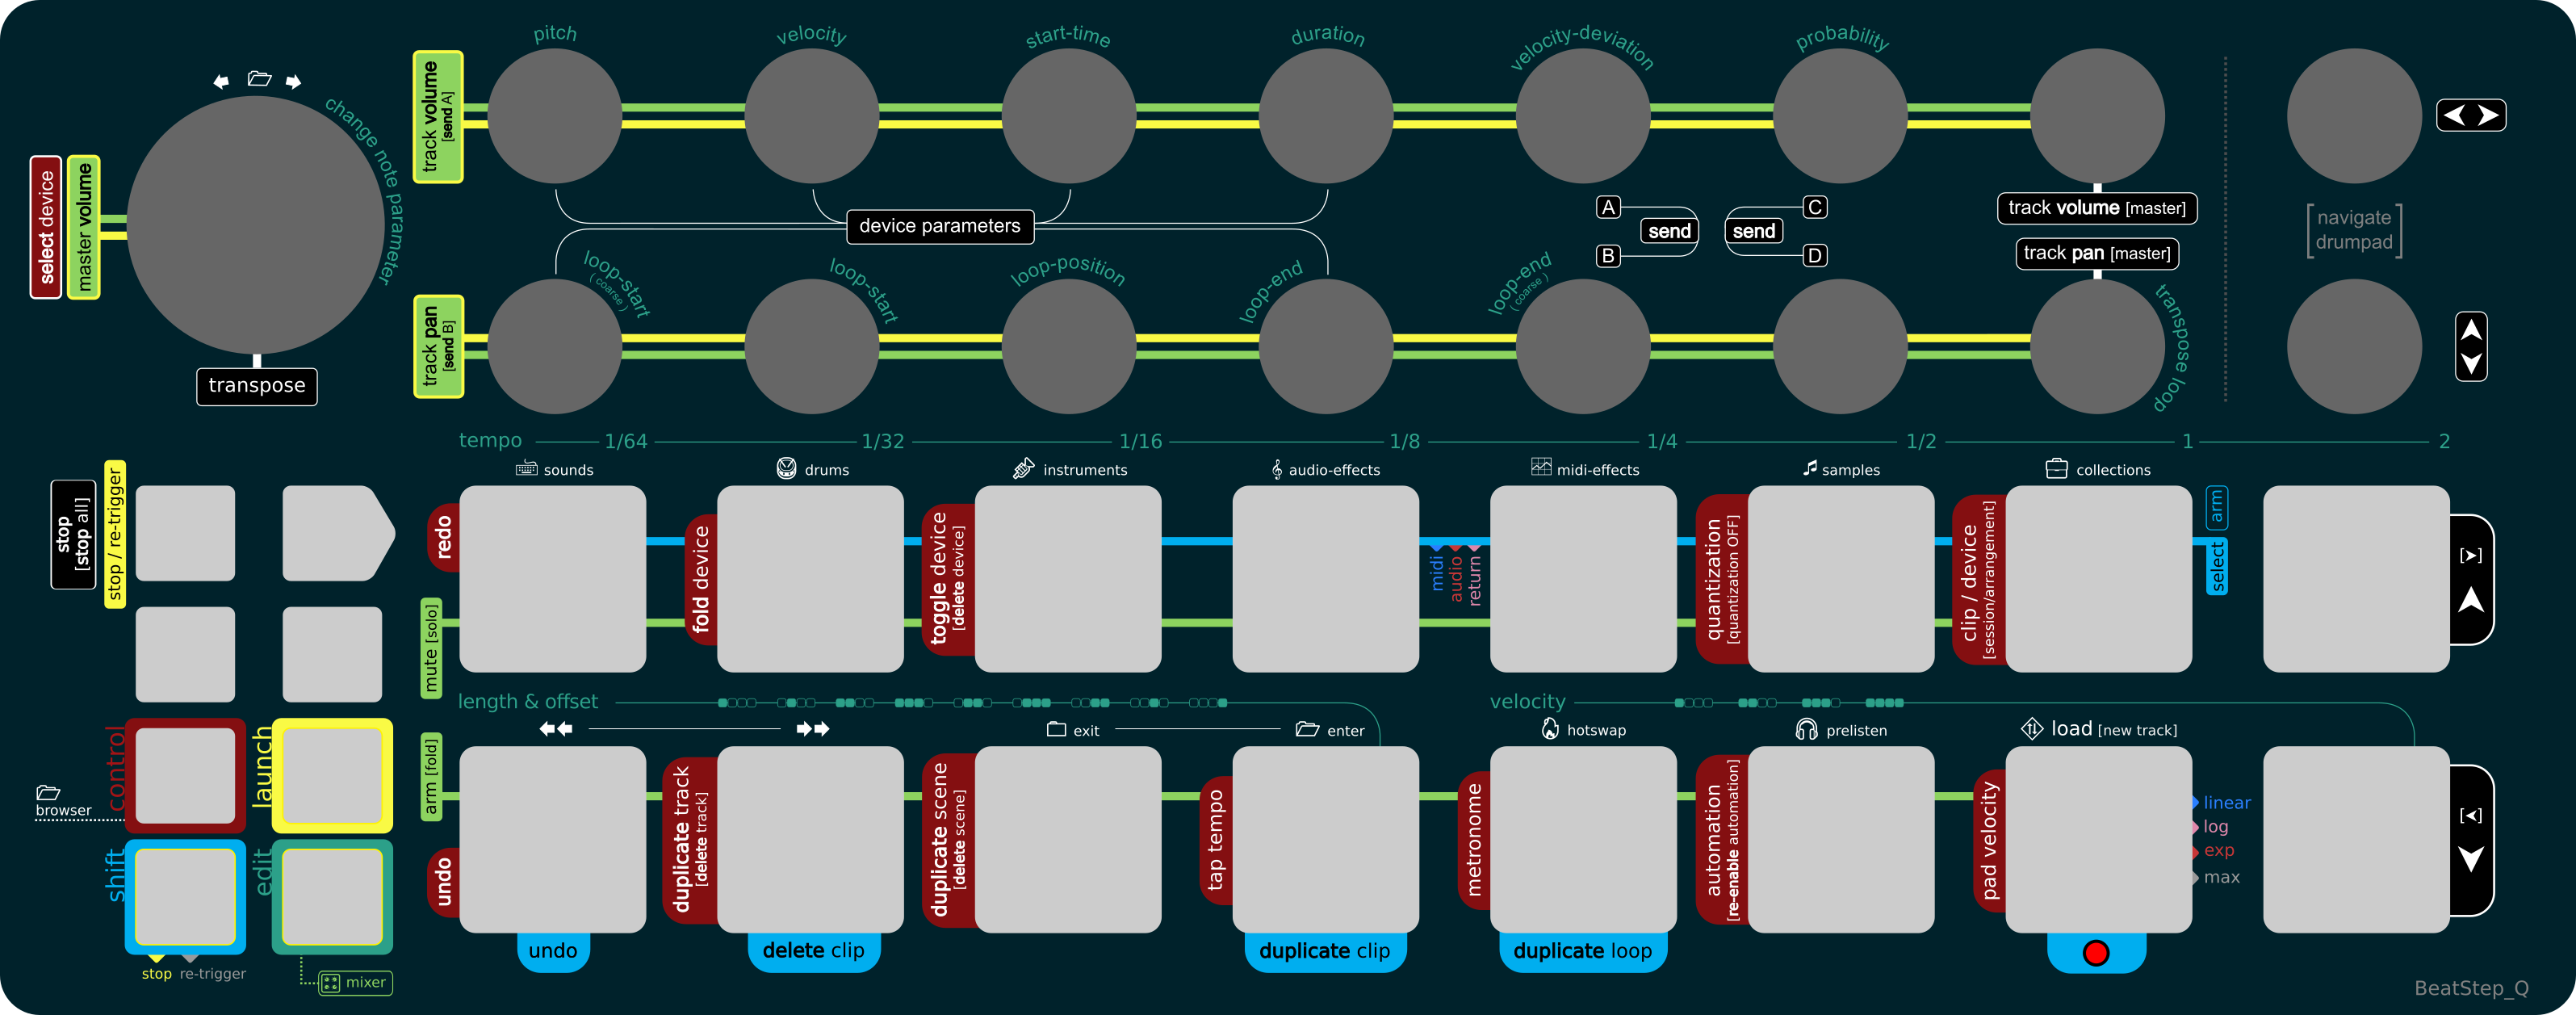 pitch
velocity
start-time
duration
velocity-deviation
probability
change note parameter
select device
master volume
transpose
track volume
[send A]
device parameters
A
send
B
C
send
D
track volume [master]
track pan [master]
navigate
drumpad
track pan
[send B]
loop-start
(coarse)
loop-start
loop-position
loop-end
loop-end
(coarse)
transpose loop
tempo 1/64 1/32 1/16 1/8 1/4 1/2 1 2
sounds
drums
instruments
audio-effects
midi-effects
samples
collections
stop
[stop all]
stop / re-trigger
redo
mute [solo]
fold device
toggle device
[delete device]
midi
audio
return
quantization
[quantization OFF]
clip / device
[session/arrangement]
arm
select
length & offset
velocity
exit
enter
hotswap
prelisten
load [new track]
browser
control
launch
shift
edit
stop
re-trigger
mixer
arm [fold]
undo
duplicate track
[delete track]
duplicate scene
[delete scene]
tap tempo
metronome
automation
[re-enable automation]
pad velocity
linear
log
exp
max
undo
delete clip
duplicate clip
duplicate loop
BeatStep_Q